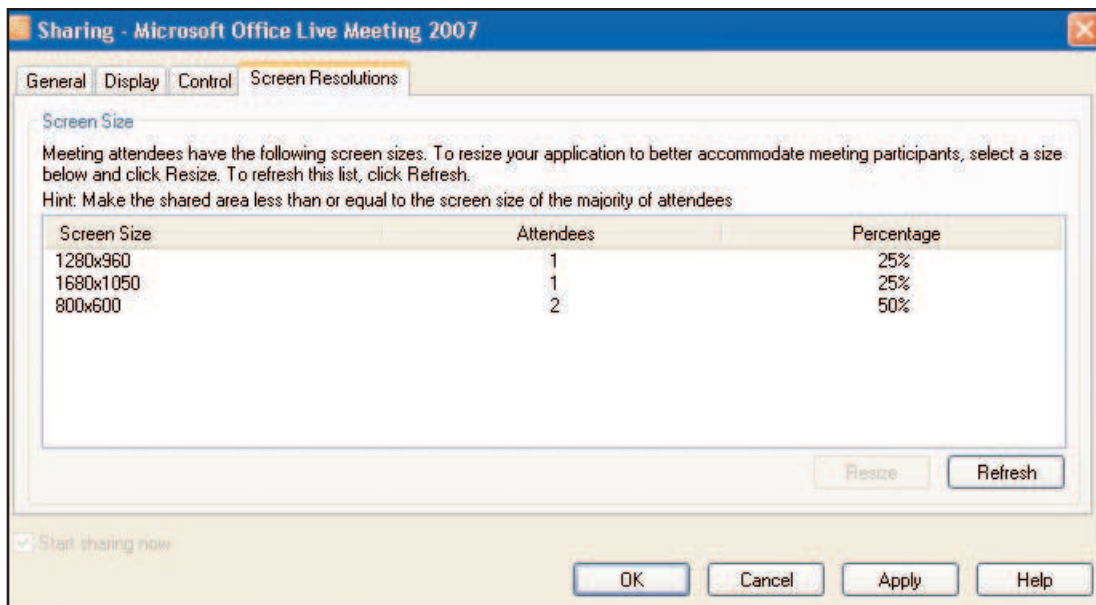 Sharing - Microsoft Office Live Meeting 2007
General Display Control Screen Resolutions
Screen Size
Meeting attendees have the following screen sizes. To resize your application to better accommodate meeting participants, select a size
below and click Resize. To refresh this list, click Refresh.
Hint: Make the shared area less than or equal to the screen size of the majority of attendees
Screen Size Attendees Percentage
1280x960 1 25%
1680x1050 1 25%
800x600 2 50%
Resize Refresh
Start sharing now
OK Cancel Apply Help